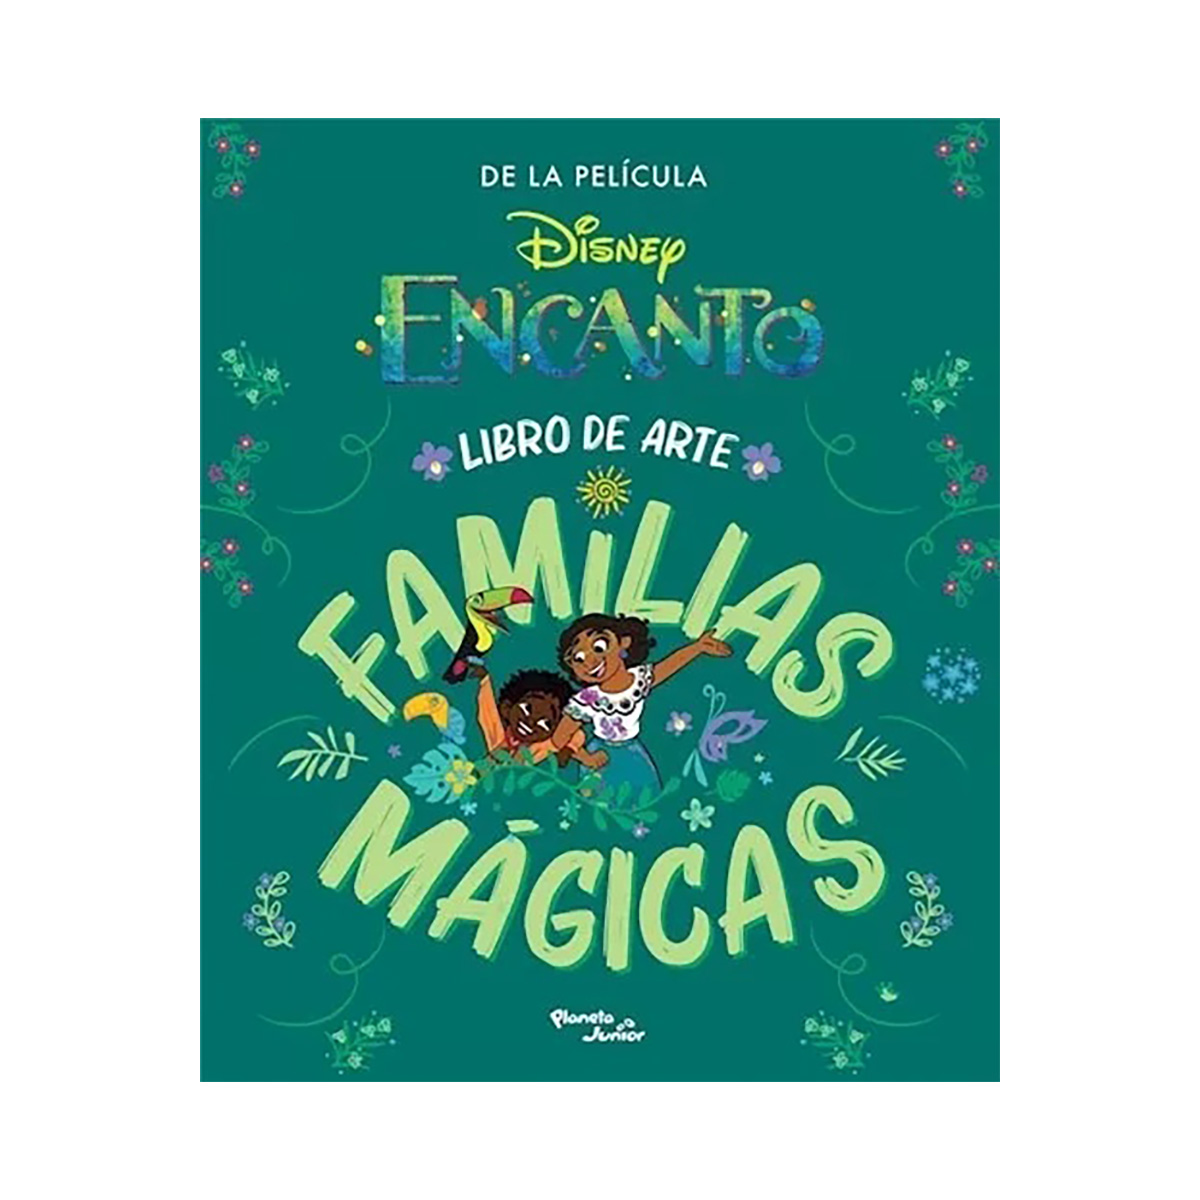 DE LA PELÍCULA
Disney
ENCANTO
LIBRO DE ARTE
FAMILIAS
MÁGICAS
Planeta
Junior